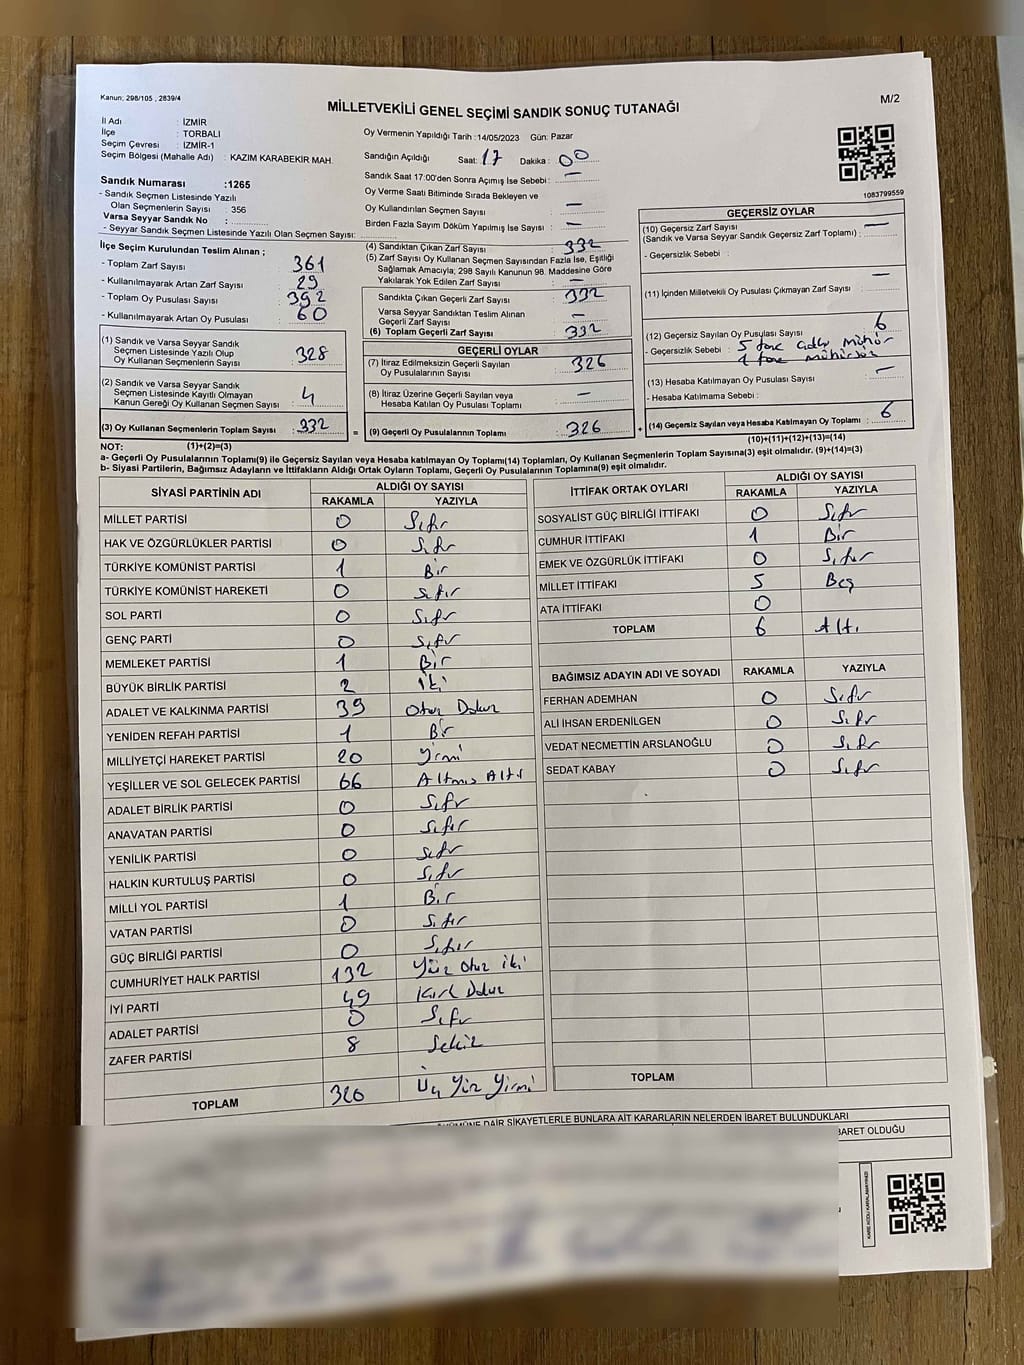 Kanun; 298/105 , 2839/4
MİLLETVEKİLİ GENEL SEÇİMİ SANDIK SONUÇ TUTANAĞI
M/2
İl Adı : İZMİR
İlçe : TORBALI
Seçim Çevresi : İZMİR-1
Seçim Bölgesi (Mahalle Adı) : KAZIM KARABEKİR MAH.
Sandık Numarası :1265
- Sandık Seçmen Listesinde Yazılı
Olan Seçmenlerin Sayısı : 356
Varsa Seyyar Sandık No :
- Seyyar Sandık Seçmen Listesinde Yazılı Olan Seçmen Sayısı:
Oy Vermenin Yapıldığı Tarih :14/05/2023 Gün: Pazar
Sandığın Açıldığı Saat: 17 Dakika: 00
Sandık Saat 17:00'den Sonra Açımış İse Sebebi : —
Oy Verme Saati Bitiminde Sırada Bekleyen ve
Oy Kullandırılan Seçmen Sayısı : —
Birden Fazla Sayım Döküm Yapılmış İse Sayısı : —
1083799559
İlçe Seçim Kurulundan Teslim Alınan ;
- Toplam Zarf Sayısı : 361
- Kullanılmayarak Artan Zarf Sayısı : 29
- Toplam Oy Pusulası Sayısı : 392
- Kullanılmayarak Artan Oy Pusulası : 60
(1) Sandık ve Varsa Seyyar Sandık
Seçmen Listesinde Yazılı Olup
Oy Kullanan Seçmenlerin Sayısı : 328
(2) Sandık ve Varsa Seyyar Sandık
Seçmen Listesinde Kayıtlı Olmayan
Kanun Gereği Oy Kullanan Seçmen Sayısı : 4
(3) Oy Kullanan Seçmenlerin Toplam Sayısı : 332
(4) Sandıktan Çıkan Zarf Sayısı : 332
(5) Zarf Sayısı Oy Kullanan Seçmen Sayısından Fazla İse, Eşitliği
Sağlamak Amacıyla; 298 Sayılı Kanunun 98. Maddesine Göre
Yakılarak Yok Edilen Zarf Sayısı : —
Sandıkta Çıkan Geçerli Zarf Sayısı : 332
Varsa Seyyar Sandıktan Teslim Alınan
Geçerli Zarf Sayısı : —
(6) Toplam Geçerli Zarf Sayısı : 332
GEÇERLİ OYLAR
(7) İtiraz Edilmeksizin Geçerli Sayılan
Oy Pusulalarının Sayısı : 326
(8) İtiraz Üzerine Geçerli Sayılan veya
Hesaba Katılan Oy Pusulası Toplamı : —
= (9) Geçerli Oy Pusulalarının Toplamı : 326
GEÇERSİZ OYLAR
(10) Geçersiz Zarf Sayısı
(Sandık ve Varsa Seyyar Sandık Geçersiz Zarf Toplamı) : —
- Geçersizlik Sebebi :
(11) İçinden Milletvekili Oy Pusulası Çıkmayan Zarf Sayısı : —
(12) Geçersiz Sayılan Oy Pusulası Sayısı : 6
- Geçersizlik Sebebi : 5 tane mühür
1 tane mühürsüz
(13) Hesaba Katılmayan Oy Pusulası Sayısı : —
- Hesaba Katılmama Sebebi :
+ (14) Geçersiz Sayılan veya Hesaba Katılmayan Oy Toplamı : 6
NOT: (1)+(2)=(3) (10)+(11)+(12)+(13)=(14)
a- Geçerli Oy Pusulalarının Toplamı(9) ile Geçersiz Sayılan veya Hesaba katılmayan Oy Toplamı(14) Toplamları, Oy Kullanan Seçmenlerin Toplam Sayısına(3) eşit olmalıdır. (9)+(14)=(3)
b- Siyasi Partilerin, Bağımsız Adayların ve İttifakların Aldığı Ortak Oyların Toplamı, Geçerli Oy Pusulalarının Toplamına(9) eşit olmalıdır.
SİYASİ PARTİNİN ADI ALDIĞI OY SAYISI
RAKAMLA YAZIYLA
MİLLET PARTİSİ 0 Sıfır
HAK VE ÖZGÜRLÜKLER PARTİSİ 0 Sıfır
TÜRKİYE KOMÜNİST PARTİSİ 1 Bir
TÜRKİYE KOMÜNİST HAREKETİ 0 Sıfır
SOL PARTİ 0 Sıfır
GENÇ PARTİ 0 Sıfır
MEMLEKET PARTİSİ 1 Bir
BÜYÜK BİRLİK PARTİSİ 2 İki
ADALET VE KALKINMA PARTİSİ 39 Otuz Dokuz
YENİDEN REFAH PARTİSİ 1 Bir
MİLLİYETÇİ HAREKET PARTİSİ 20 Yirmi
YEŞİLLER VE SOL GELECEK PARTİSİ 66 Altmış Altı
ADALET BİRLİK PARTİSİ 0 Sıfır
ANAVATAN PARTİSİ 0 Sıfır
YENİLİK PARTİSİ 0 Sıfır
HALKIN KURTULUŞ PARTİSİ 0 Sıfır
MİLLİ YOL PARTİSİ 1 Bir
VATAN PARTİSİ 0 Sıfır
GÜÇ BİRLİĞİ PARTİSİ 0 Sıfır
CUMHURİYET HALK PARTİSİ 132 Yüz Otuz İki
İYİ PARTİ 49 Kırk Dokuz
ADALET PARTİSİ 0 Sıfır
ZAFER PARTİSİ 8 Sekiz
TOPLAM 320 Üç Yüz Yirmi
İTTİFAK ORTAK OYLARI ALDIĞI OY SAYISI
RAKAMLA YAZIYLA
SOSYALİST GÜÇ BİRLİĞİ İTTİFAKI 0 Sıfır
CUMHUR İTTİFAKI 1 Bir
EMEK VE ÖZGÜRLÜK İTTİFAKI 0 Sıfır
MİLLET İTTİFAKI 5 Beş
ATA İTTİFAKI 0
TOPLAM 6 Altı
BAĞIMSIZ ADAYIN ADI VE SOYADI RAKAMLA YAZIYLA
FERHAN ADEMHAN 0 Sıfır
ALİ İHSAN ERDENİLGEN 0 Sıfır
VEDAT NECMETTİN ARSLANOĞLU 0 Sıfır
SEDAT KABAY 0 Sıfır
TOPLAM
DAİR ŞİKAYETLERLE BUNLARA AİT KARARLARIN NELERDEN İBARET BULUNDUKLARI
OLDUĞU